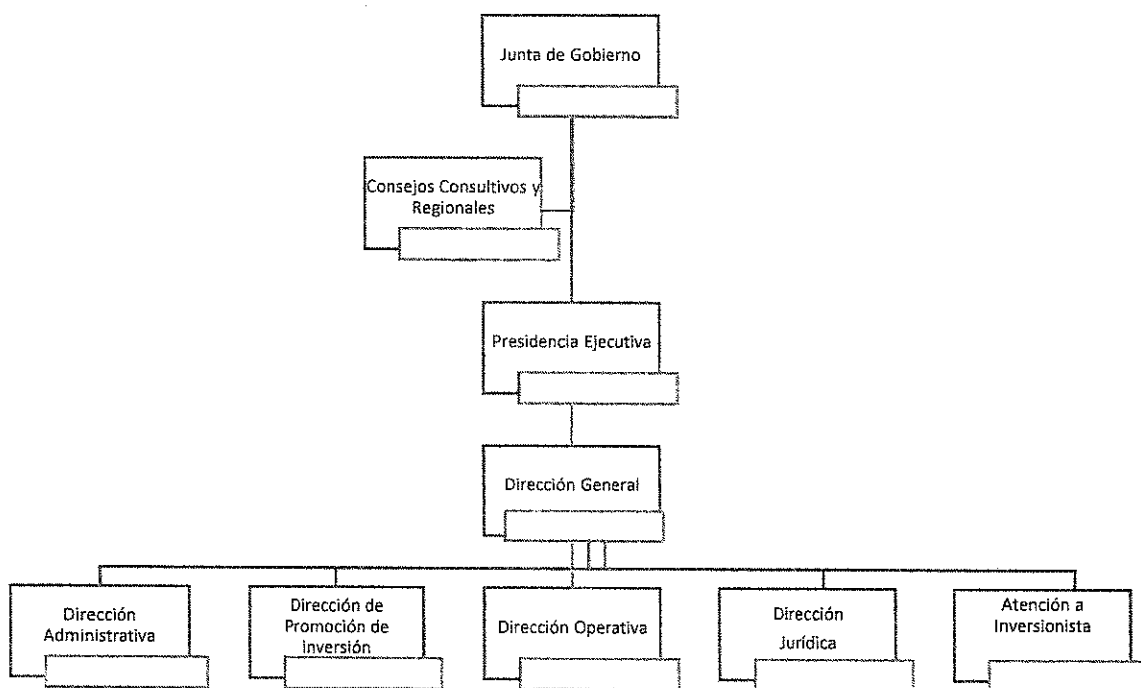 Junta de Gobierno
Consejos Consultivos y
Regionales
Presidencia Ejecutiva
Dirección General
Dirección
Administrativa
Dirección de
Promoción de
inversión
Dirección Operativa
Dirección
Jurídica
Atención a
Inversionista